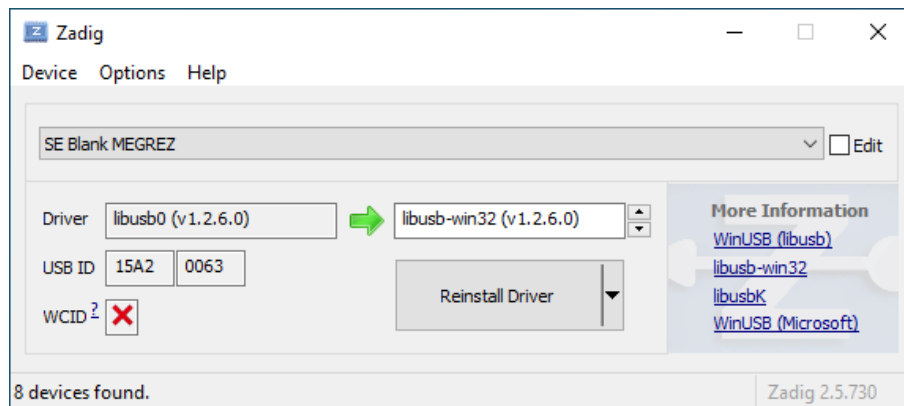 Zadig
Device Options Help
SE Blank MEGREZ
Edit
Driver libusb0 (v1.2.6.0) libusb-win32 (v1.2.6.0)
USB ID 15A2 0063
WCID ?
Reinstall Driver
More Information
WinUSB (libusb)
libusb-win32
libusbK
WinUSB (Microsoft)
8 devices found.
Zadig 2.5.730